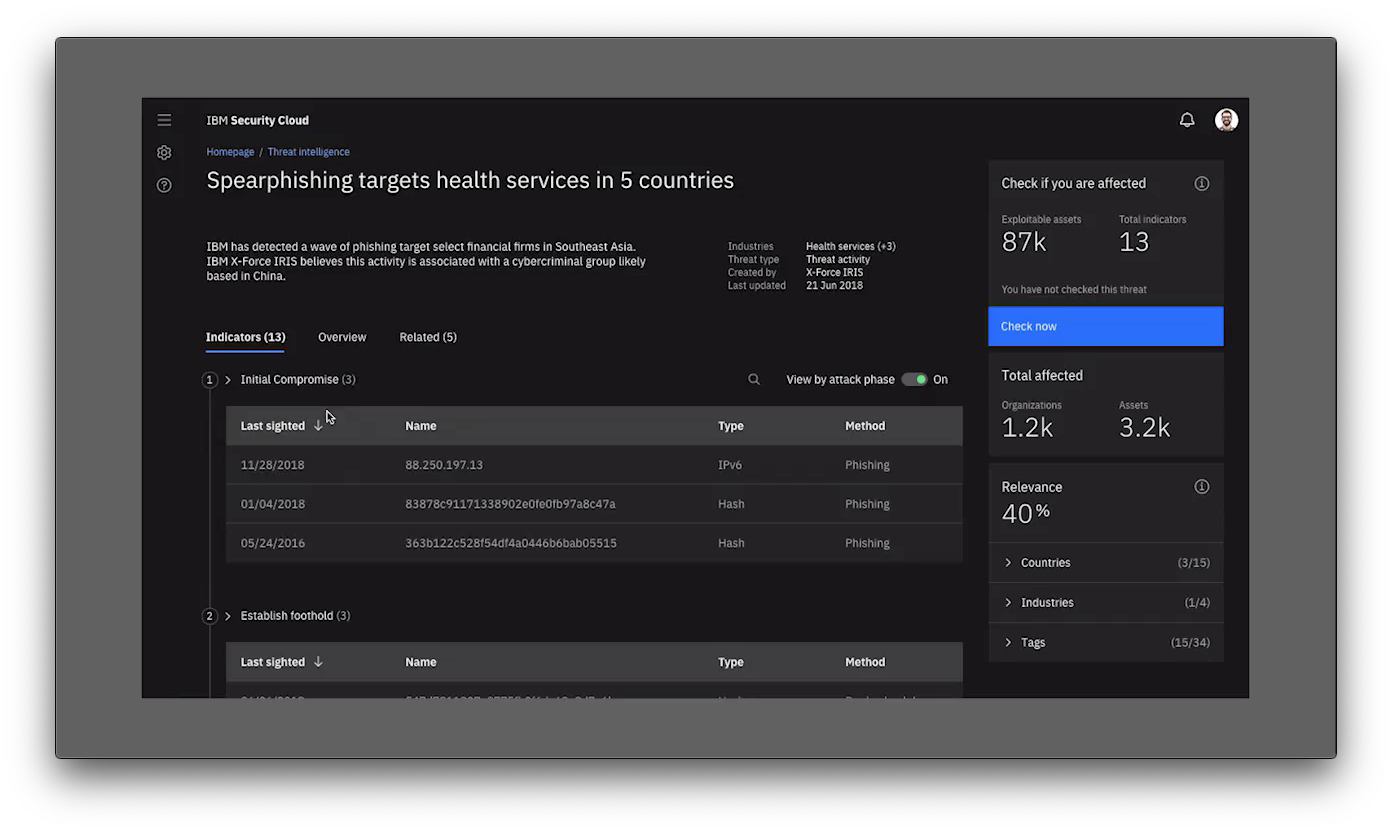 IBM Security Cloud
Homepage / Threat intelligence
Spearphishing targets health services in 5 countries
IBM has detected a wave of phishing target select financial firms in Southeast Asia.
IBM X-Force IRIS believes this activity is associated with a cybercriminal group likely
based in China.
Industries Health services (+3)
Threat type Threat activity
Created by X-Force IRIS
Last updated 21 Jun 2018
Indicators (13) Overview Related (5)
1 Initial Compromise (3) View by attack phase On
Last sighted Name Type Method
11/28/2018 88.250.197.13 IPv6 Phishing
01/04/2018 83878c91171338902e0fe0fb97a8c47a Hash Phishing
05/24/2016 363b122c528f54df4a0446b6bab05515 Hash Phishing
2 Establish foothold (3)
Last sighted Name Type Method
Check if you are affected
Exploitable assets Total indicators
87k 13
You have not checked this threat
Check now
Total affected
Organizations Assets
1.2k 3.2k
Relevance
40%
Countries (3/15)
Industries (1/4)
Tags (15/34)